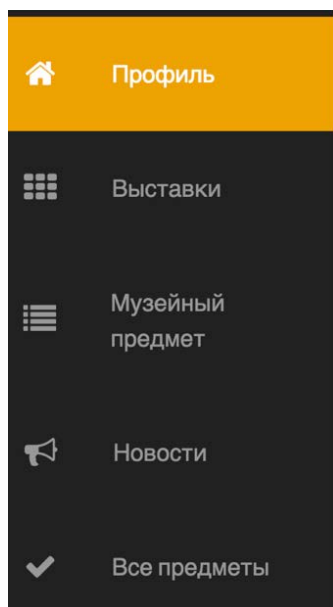 Профиль
Выставки
Музейный
предмет
Новости
Все предметы